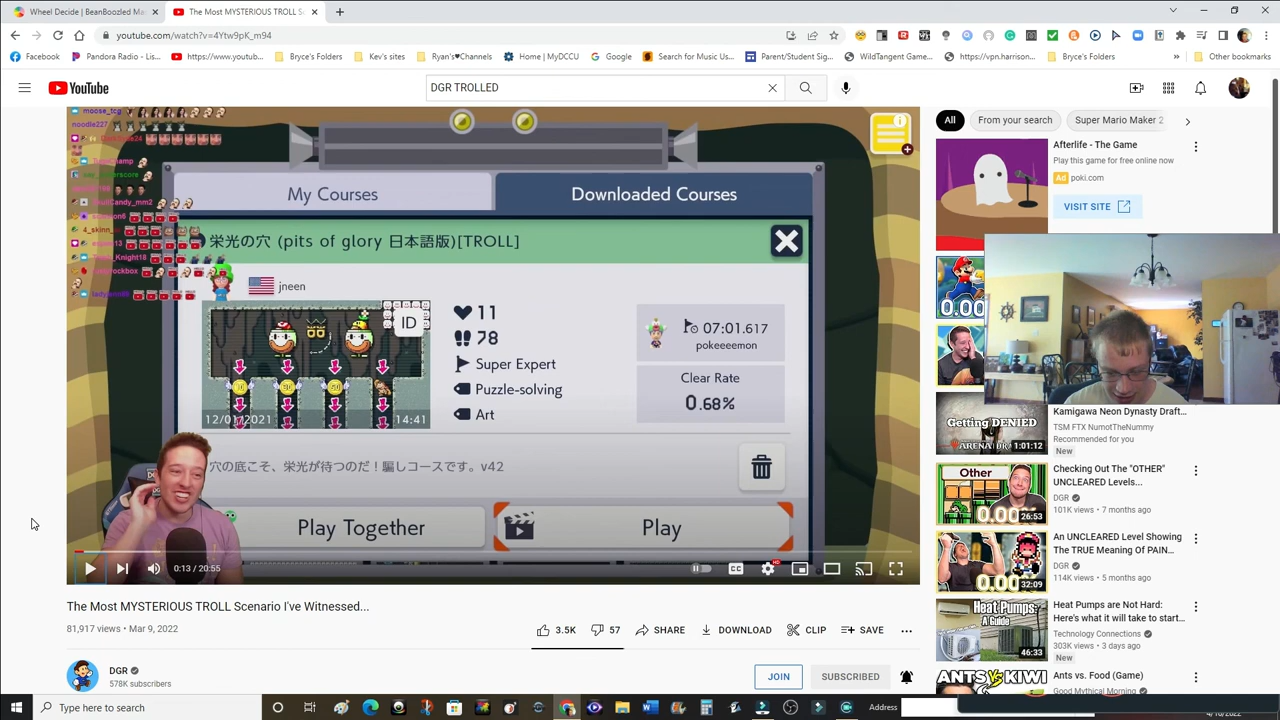 Wheel Decide | BeanBoozled Ma
The Most MYSTERIOUS TROLL Sc
youtube.com/watch?v=4Ytw9pK_m94
Facebook
Pandora Radio - Lis...
https://www.youtub...
Bryce's Folders
Kev's sites
Ryan's♥Channels
Home | MyDCCU
Google
Search for Music Us...
Parent/Student Sig...
WildTangent Game...
https://vpn.harrison...
Bryce's Folders
Other bookmarks
YouTube
DGR TROLLED
All
From your search
Super Mario Maker 2
moose_tcg
noodle227
My Courses
Downloaded Courses
栄光の穴 (pits of glory 日本語版)[TROLL]
jneen
ID
11
78
Super Expert
Puzzle-solving
Art
12/01/2021
14:41
07:01.617
pokeeeemon
Clear Rate
0.68%
穴の底こそ、栄光が待つのだ！騙しコースです。v42
Play Together
Play
0:13 / 20:55
The Most MYSTERIOUS TROLL Scenario I've Witnessed...
81,917 views • Mar 9, 2022
3.5K
57
SHARE
DOWNLOAD
CLIP
SAVE
DGR
578K subscribers
JOIN
SUBSCRIBED
Afterlife - The Game
Play this game for free online now
Ad
poki.com
VISIT SITE
0.00
0.00
Getting DENIED
1:01:12
Kamigawa Neon Dynasty Draft...
TSM FTX NumotTheNummy
Recommended for you
New
Other
26:53
Checking Out The "OTHER"
UNCLEARED Levels...
DGR
101K views • 7 months ago
32:09
An UNCLEARED Level Showing
The TRUE Meaning Of PAIN...
DGR
114K views • 5 months ago
Heat Pumps:
A Guide
46:33
Heat Pumps are Not Hard:
Here's what it will take to start...
Technology Connections
303K views • 3 days ago
New
ANTS VS KIWI
Ants vs. Food (Game)
Good Mythical Morning
Type here to search
Address